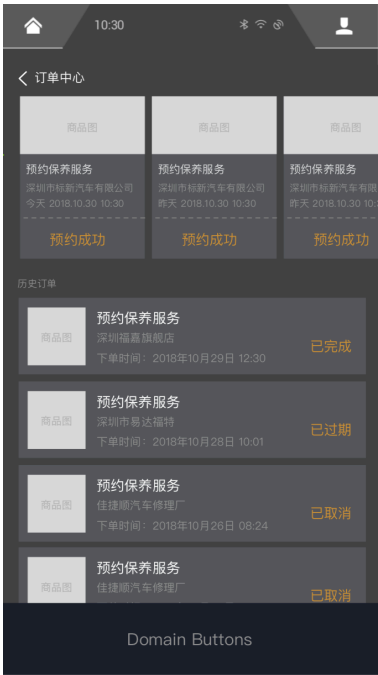 10:30
订单中心
商品图
商品图
商品图
预约保养服务
预约保养服务
预约保养服务
深圳市标新汽车有限公司
深圳市标新汽车有限公司
深圳市标新汽车有限
今天 2018.10.30 10:30
昨天 2018.10.30 10:30
昨天 2018.10.30 10:
预约成功
预约成功
预约成功
历史订单
商品图
预约保养服务
深圳福嘉旗舰店
下单时间：2018年10月29日 12:30
已完成
商品图
预约保养服务
深圳市易达福特
下单时间：2018年10月28日 10:01
已过期
商品图
预约保养服务
佳捷顺汽车修理厂
下单时间：2018年10月26日 08:24
已取消
商品图
预约保养服务
佳捷顺汽车修理厂
已取消
Domain Buttons